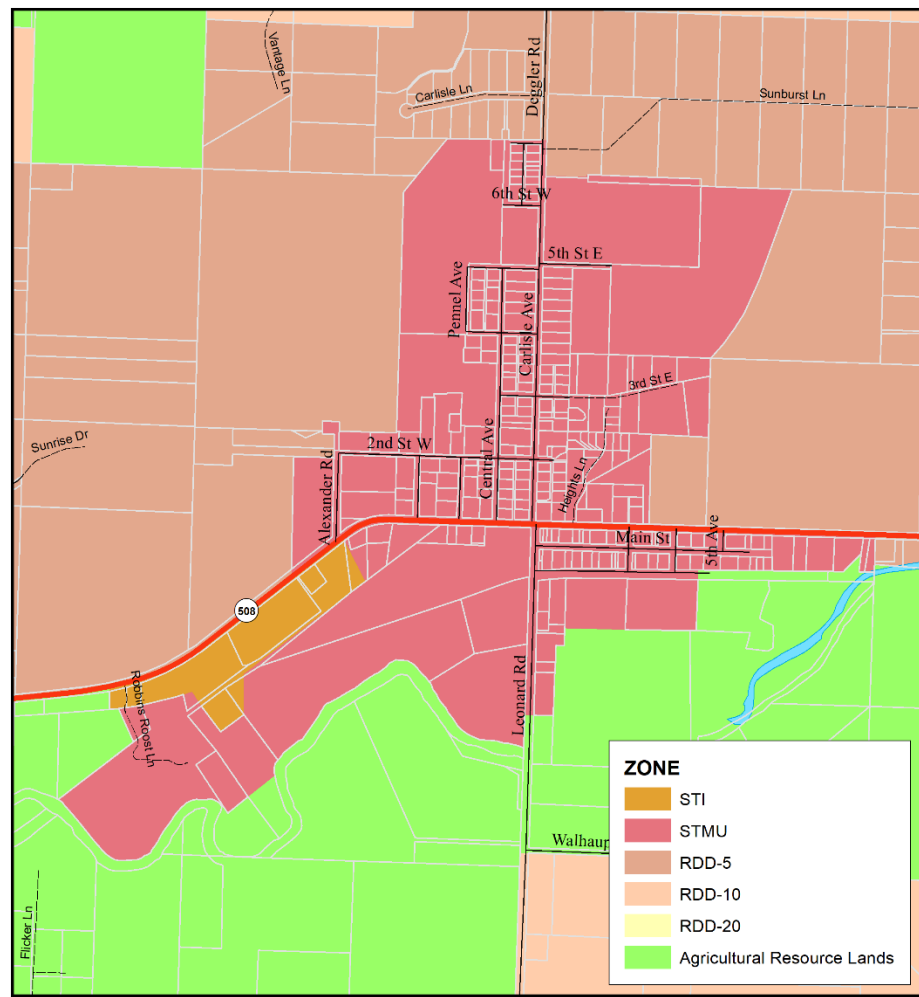 Vantage Ln
Carlisle Ln
Deggler Rd
Sunburst Ln
6th St W
5th St E
Pennel Ave
Carlisle Ave
3rd St E
Sunrise Dr
2nd St W
Central Ave
Heights Ln
Alexander Rd
Main St
5th Ave
508
Robbins Roost Ln
Leonard Rd
Walhaup
Flicker Ln
ZONE
STI
STMU
RDD-5
RDD-10
RDD-20
Agricultural Resource Lands